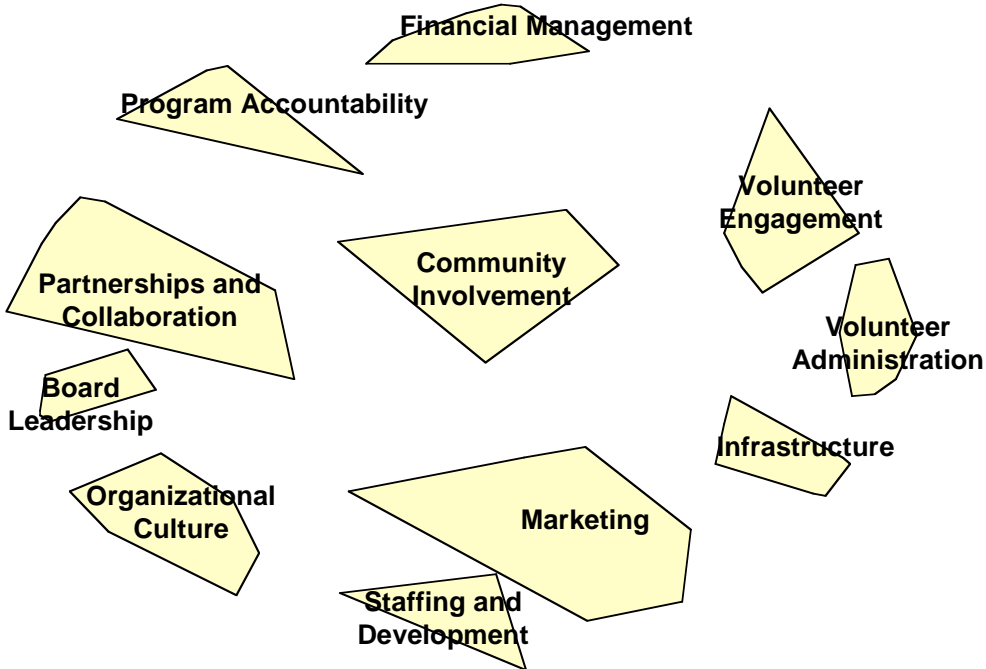 Financial Management
Program Accountability
Volunteer
Engagement
Community
Involvement
Partnerships and
Collaboration
Volunteer
Administration
Board
Leadership
Infrastructure
Organizational
Culture
Marketing
Staffing and
Development